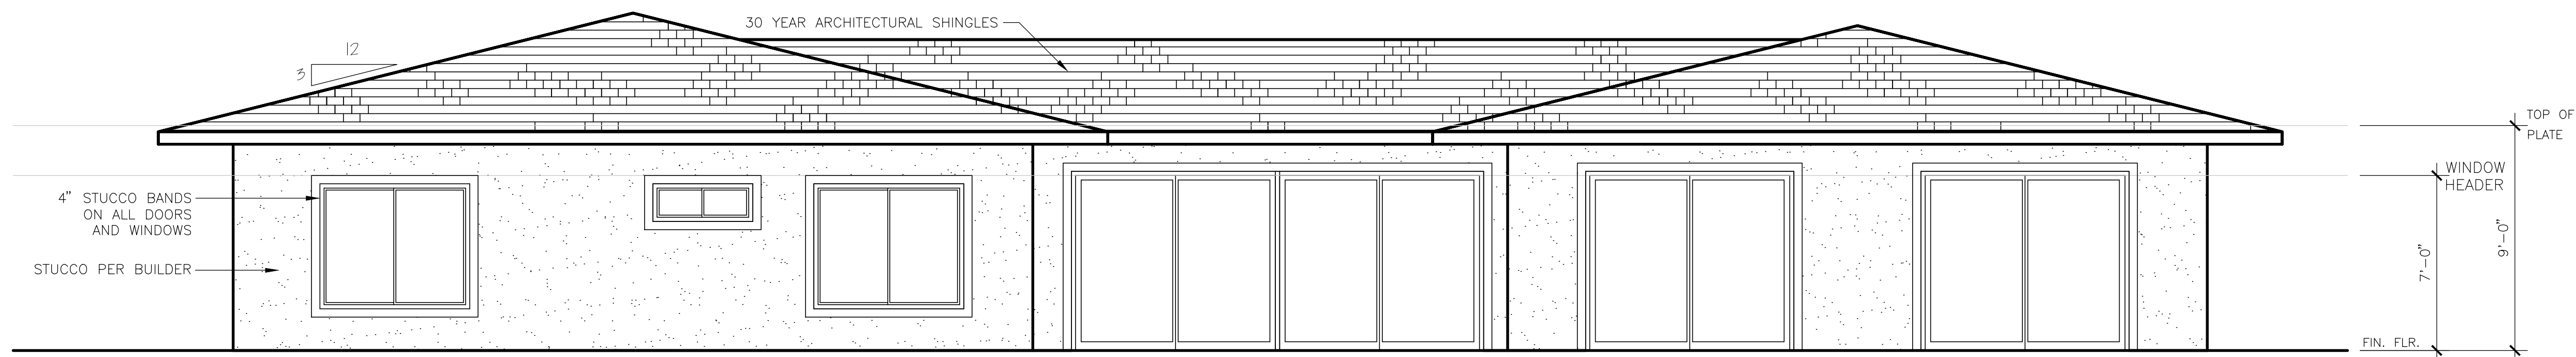 30 YEAR ARCHITECTURAL SHINGLES
12
3
TOP OF
PLATE
WINDOW
HEADER
4” STUCCO BANDS
ON ALL DOORS
AND WINDOWS
STUCCO PER BUILDER
7'-0”
9'-0”
FIN. FLR.